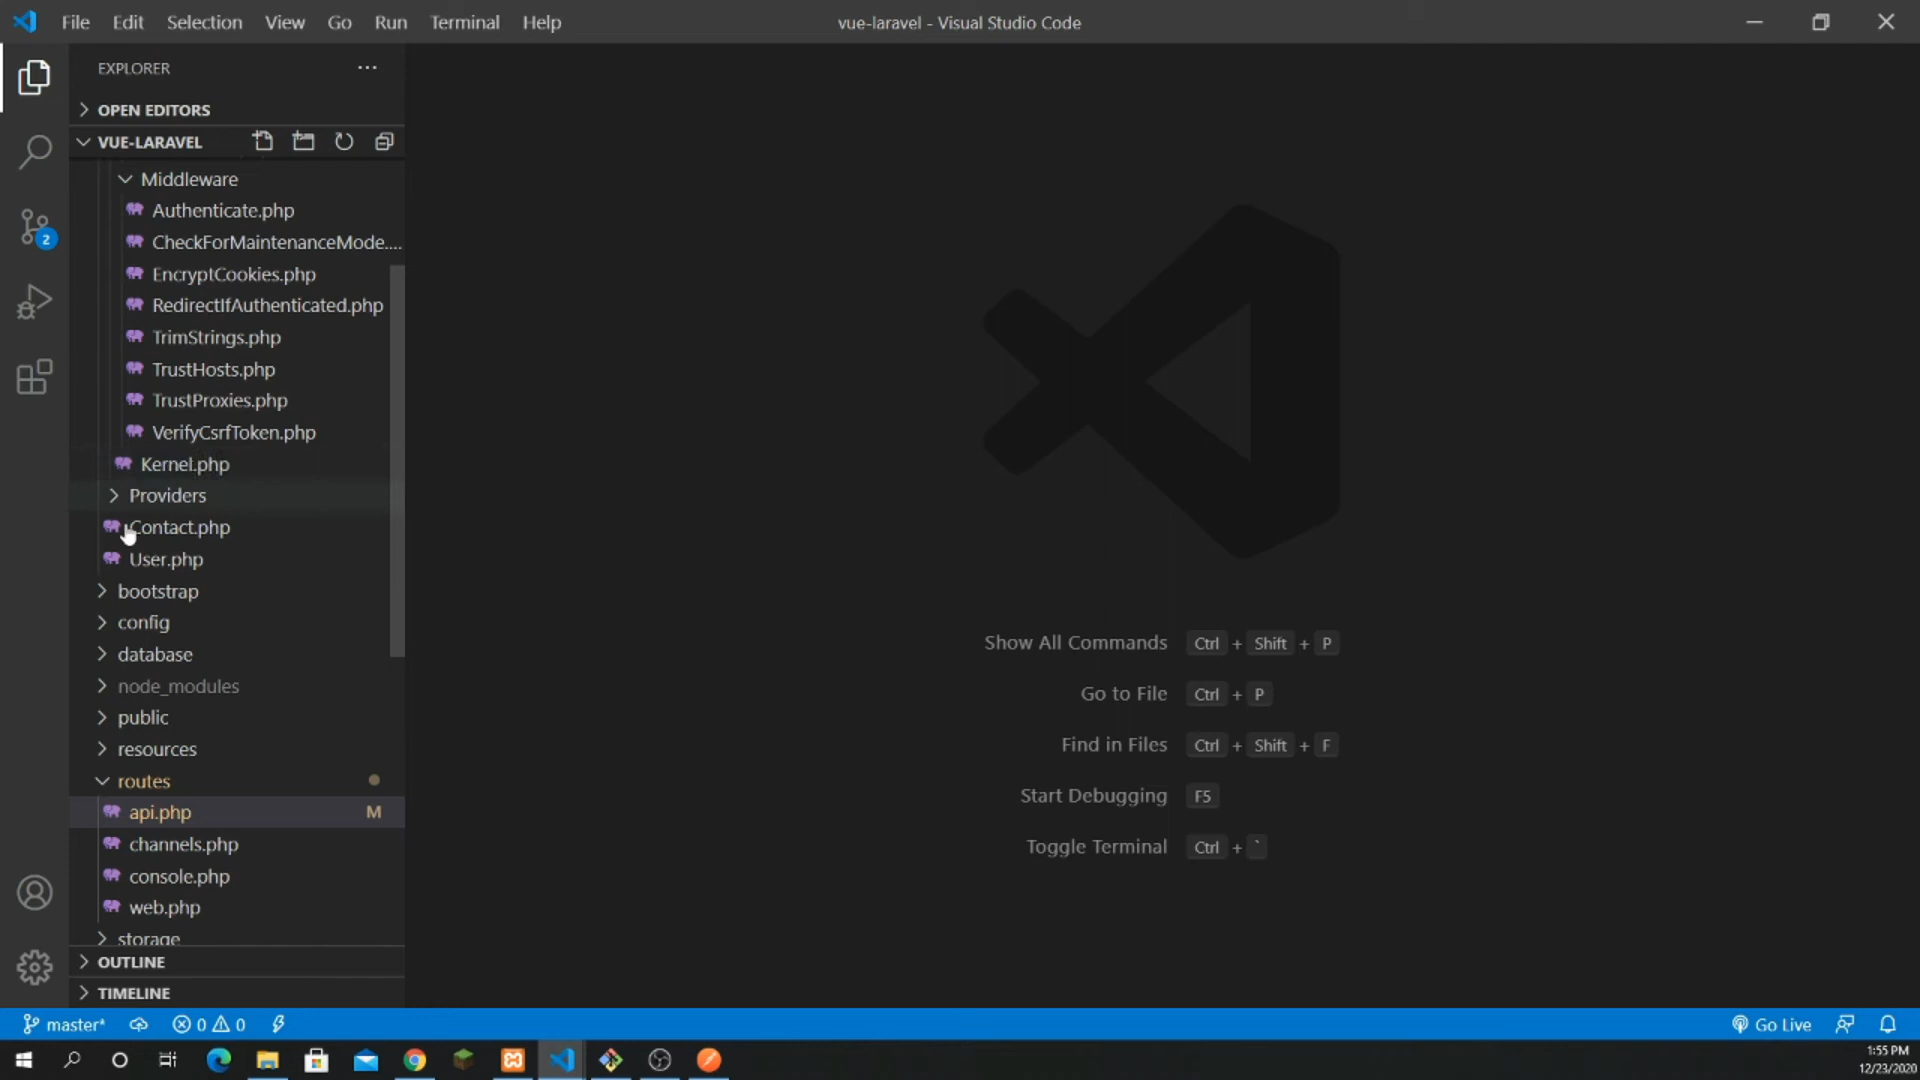 File Edit Selection View Go Run Terminal Help
vue-laravel - Visual Studio Code
EXPLORER
OPEN EDITORS
VUE-LARAVEL
Middleware
Authenticate.php
CheckForMaintenanceMode....
EncryptCookies.php
RedirectIfAuthenticated.php
TrimStrings.php
TrustHosts.php
TrustProxies.php
VerifyCsrfToken.php
Kernel.php
Providers
Contact.php
User.php
bootstrap
config
database
node_modules
public
resources
routes
api.php M
channels.php
console.php
web.php
storage
OUTLINE
TIMELINE
2
Show All Commands Ctrl + Shift + P
Go to File Ctrl + P
Find in Files Ctrl + Shift + F
Start Debugging F5
Toggle Terminal Ctrl + `
master* 0 0 Go Live
1:55 PM
12/23/2020